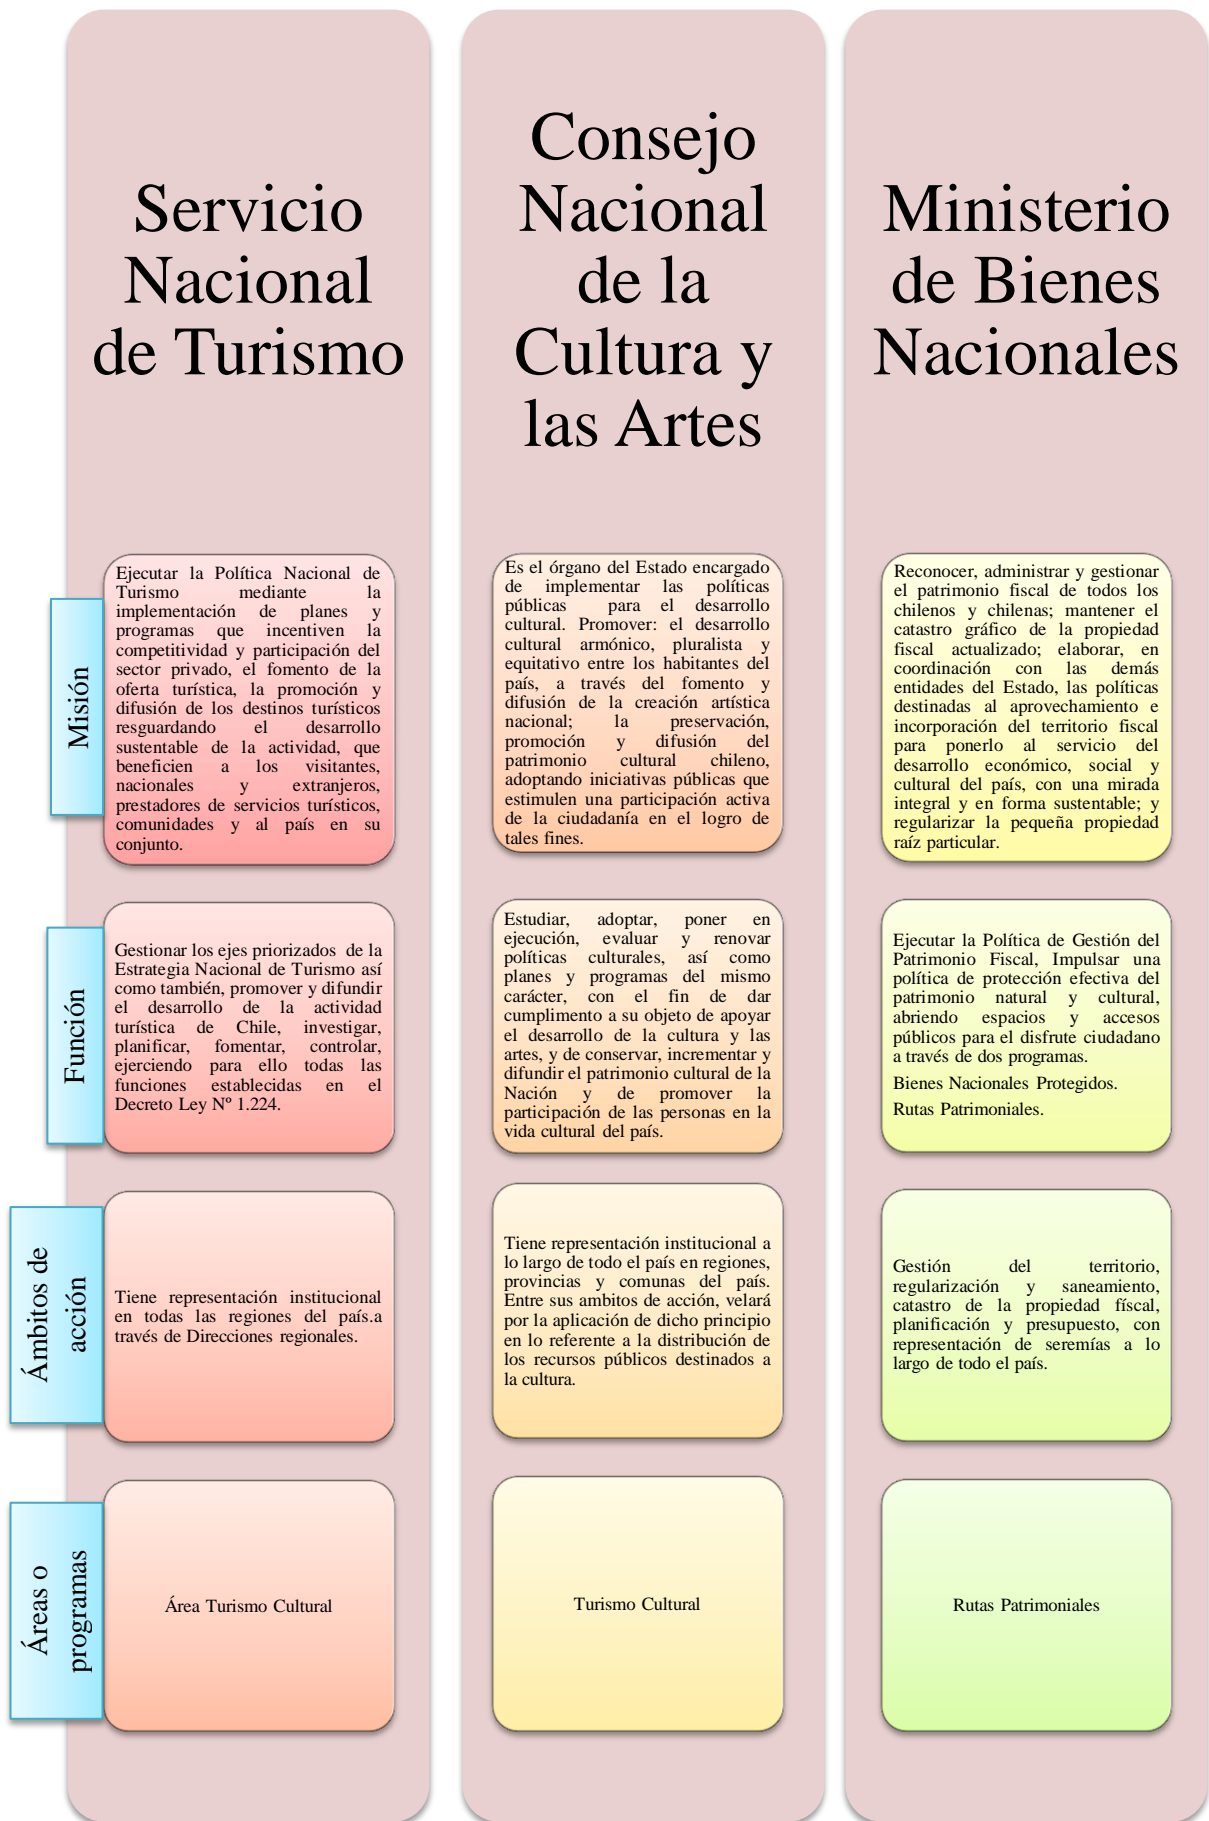 Servicio
Nacional
de Turismo
Consejo
Nacional
de la
Cultura y
las Artes
Ministerio
de Bienes
Nacionales
Misión
Ejecutar la Política Nacional de
Turismo mediante la
implementación de planes y
programas que incentiven la
competitividad y participación del
sector privado, el fomento de la
oferta turística, la promoción y
difusión de los destinos turísticos
resguardando el desarrollo
sustentable de la actividad, que
beneficien a los visitantes,
nacionales y extranjeros,
prestadores de servicios turísticos,
comunidades y al país en su
conjunto.
Es el órgano del Estado encargado
de implementar las políticas
públicas para el desarrollo
cultural. Promover: el desarrollo
cultural armónico, pluralista y
equitativo entre los habitantes del
país, a través del fomento y
difusión de la creación artística
nacional; la preservación,
promoción y difusión del
patrimonio cultural chileno,
adoptando iniciativas públicas que
estimulen una participación activa
de la ciudadanía en el logro de
tales fines.
Reconocer, administrar y gestionar
el patrimonio fiscal de todos los
chilenos y chilenas; mantener el
catastro gráfico de la propiedad
fiscal actualizado; elaborar, en
coordinación con las demás
entidades del Estado, las políticas
destinadas al aprovechamiento e
incorporación del territorio fiscal
para ponerlo al servicio del
desarrollo económico, social y
cultural del país, con una mirada
integral y en forma sustentable; y
regularizar la pequeña propiedad
raíz particular.
Función
Gestionar los ejes priorizados de la
Estrategia Nacional de Turismo así
como también, promover y difundir
el desarrollo de la actividad
turística de Chile, investigar,
planificar, fomentar, controlar,
ejerciendo para ello todas las
funciones establecidas en el
Decreto Ley Nº 1.224.
Estudiar, adoptar, poner en
ejecución, evaluar y renovar
políticas culturales, así como
planes y programas del mismo
carácter, con el fin de dar
cumplimento a su objeto de apoyar
el desarrollo de la cultura y las
artes, y de conservar, incrementar y
difundir el patrimonio cultural de la
Nación y de promover la
participación de las personas en la
vida cultural del país.
Ejecutar la Política de Gestión del
Patrimonio Fiscal, Impulsar una
política de protección efectiva del
patrimonio natural y cultural,
abriendo espacios y accesos
públicos para el disfrute ciudadano
a través de dos programas.
Bienes Nacionales Protegidos.
Rutas Patrimoniales.
Ámbitos de
acción
Tiene representación institucional
en todas las regiones del país.a
través de Direcciones regionales.
Tiene representación institucional a
lo largo de todo el país en regiones,
provincias y comunas del país.
Entre sus ambitos de acción, velará
por la aplicación de dicho principio
en lo referente a la distribución de
los recursos públicos destinados a
la cultura.
Gestión del territorio,
regularización y saneamiento,
catastro de la propiedad físcal,
planificación y presupuesto, con
representación de seremías a lo
largo de todo el país.
Áreas o
programas
Área Turismo Cultural
Turismo Cultural
Rutas Patrimoniales